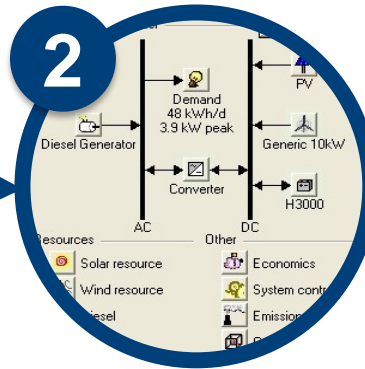 2
PV
Demand
48 kWh/d
3.9 kW peak
Diesel Generator
Generic 10kW
Converter
H3000
AC DC
Resources Other
Solar resource Economics
Wind resource System contr
Emission